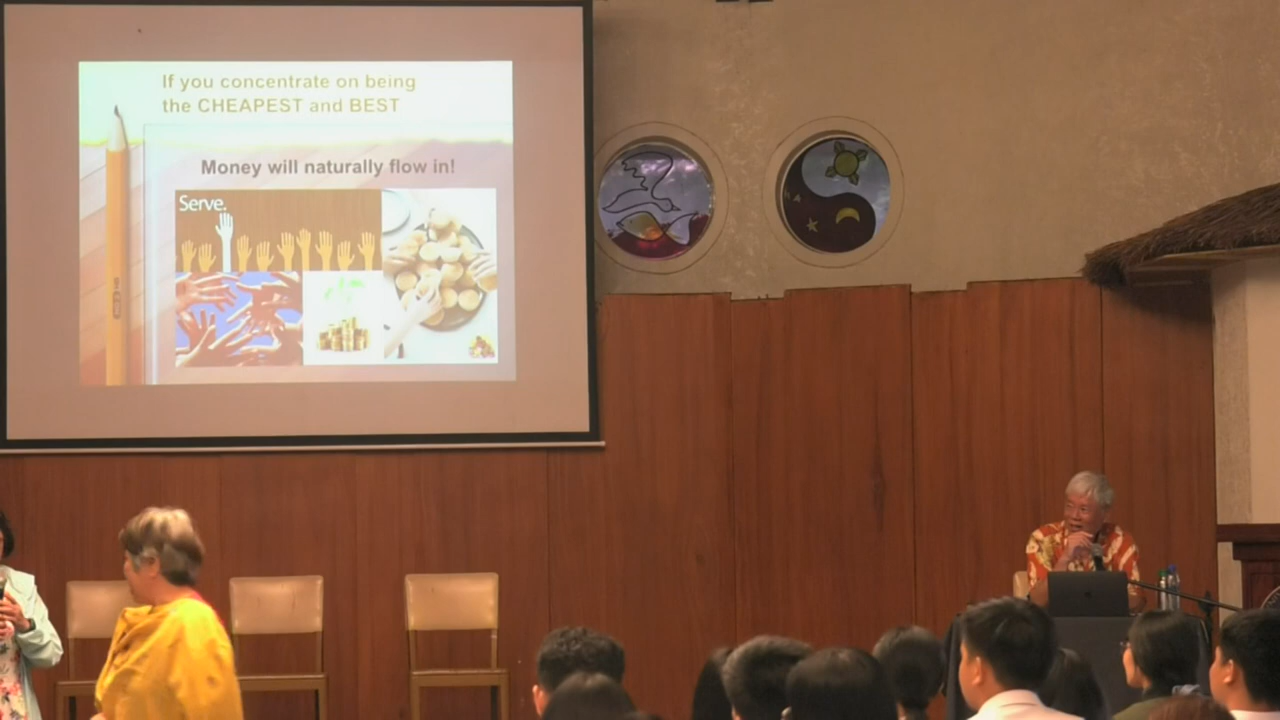 If you concentrate on being
the CHEAPEST and BEST
Money will naturally flow in!
Serve.